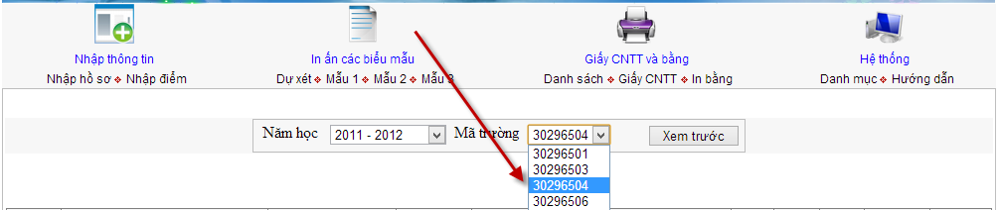 Nhập thông tin In ấn các biểu mẫu Giấy CNTT và bằng Hệ thống
Nhập hồ sơ ❖ Nhập điểm Dự xét ❖ Mẫu 1 ❖ Mẫu 2 ❖ Mẫu 3 Danh sách ❖ Giấy CNTT ❖ In bằng Danh mục ❖ Hướng dẫn
Năm học 2011 - 2012 Mã trường 30296504 Xem trước
30296501
30296503
30296504
30296506